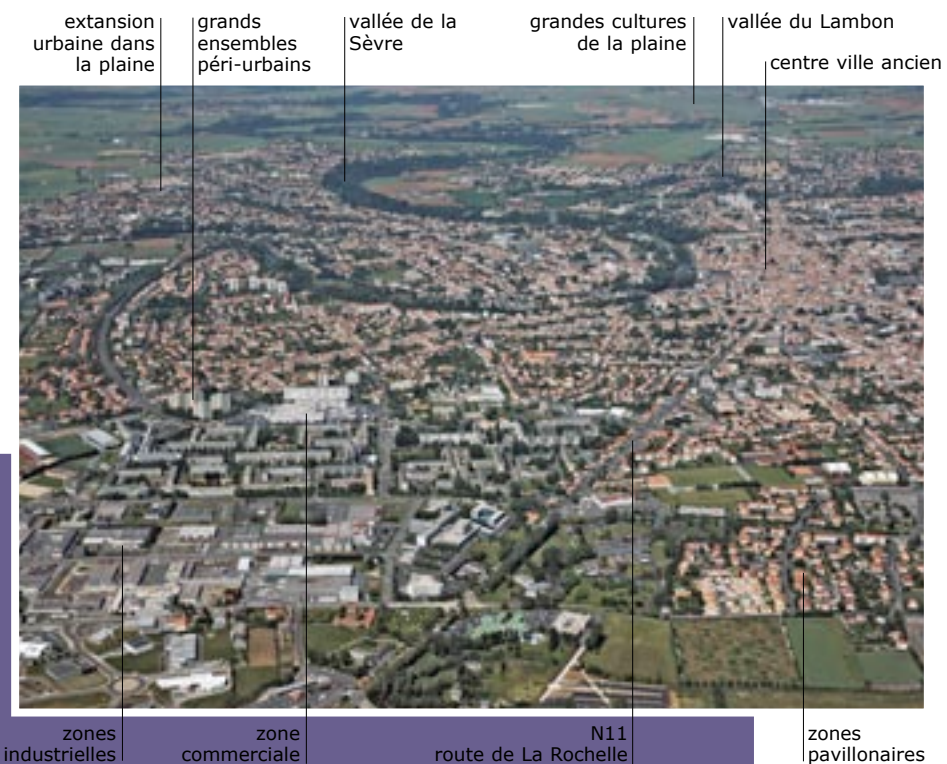 extansion
urbaine dans
la plaine
grands
ensembles
péri-urbains
vallée de la
Sèvre
grandes cultures
de la plaine
vallée du Lambon
centre ville ancien
zones
industrielles
zone
commerciale
N11
route de La Rochelle
zones
pavillonaires